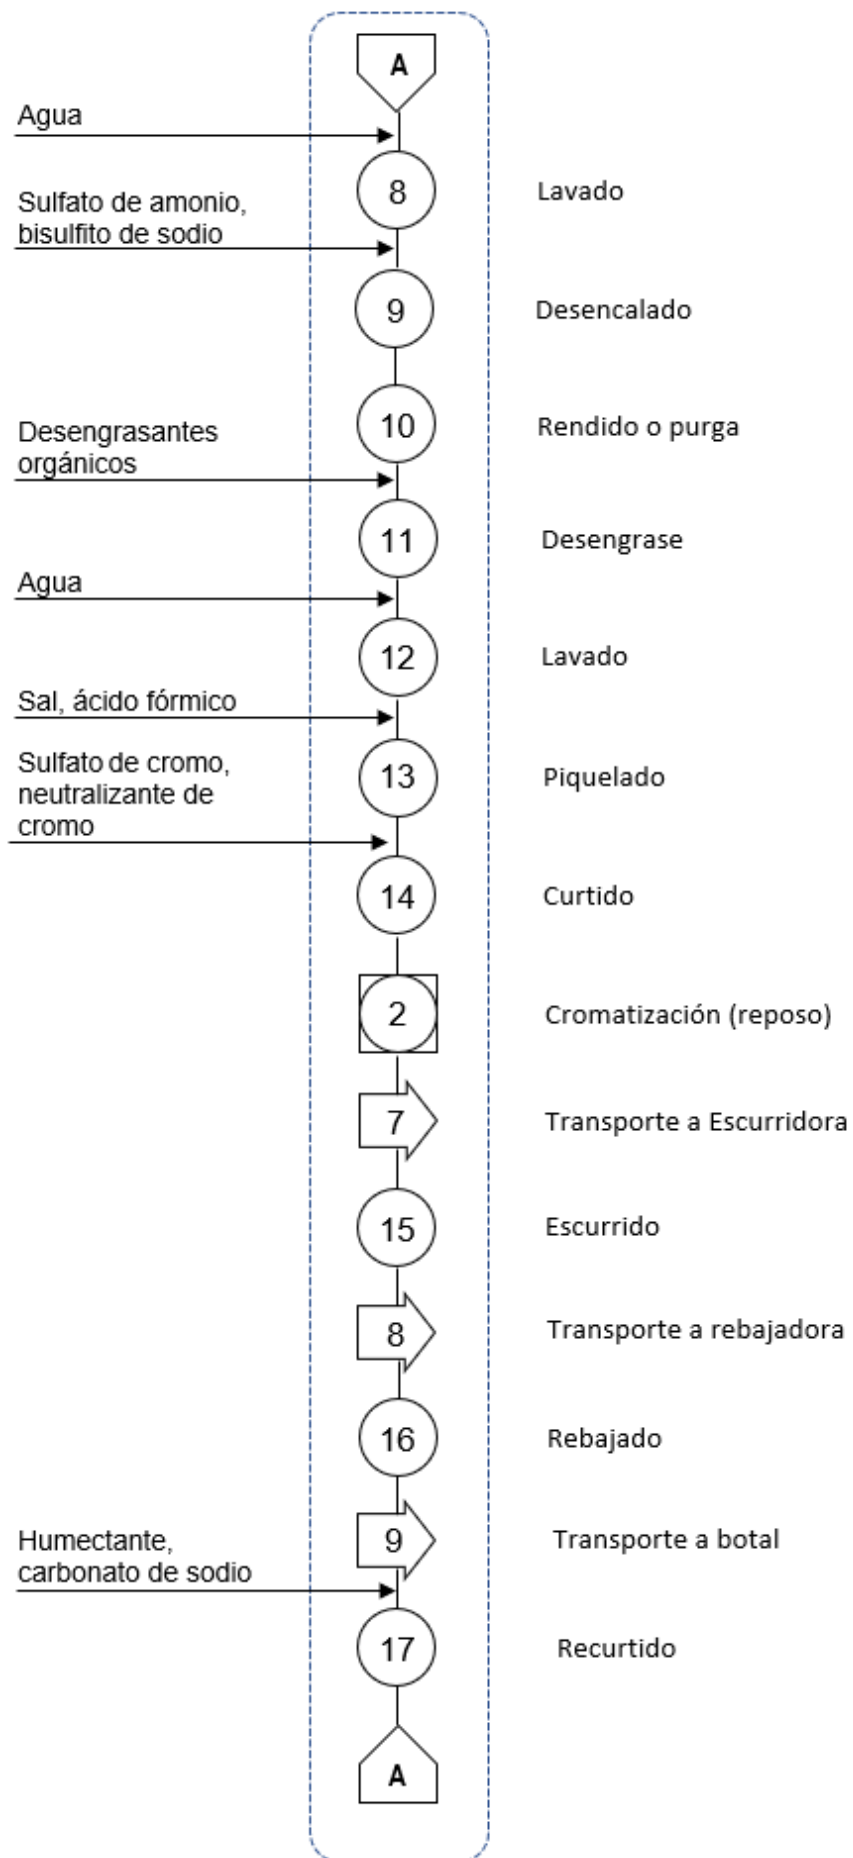 A
Agua
8 Lavado
Sulfato de amonio,
bisulfito de sodio
9 Desencalado
10 Rendido o purga
Desengrasantes
orgánicos
11 Desengrase
Agua
12 Lavado
Sal, ácido fórmico
13 Piquelado
Sulfato de cromo,
neutralizante de
cromo
14 Curtido
2 Cromatización (reposo)
7 Transporte a Escurridora
15 Escurrido
8 Transporte a rebajadora
16 Rebajado
9 Transporte a botal
Humectante,
carbonato de sodio
17 Recurtido
A